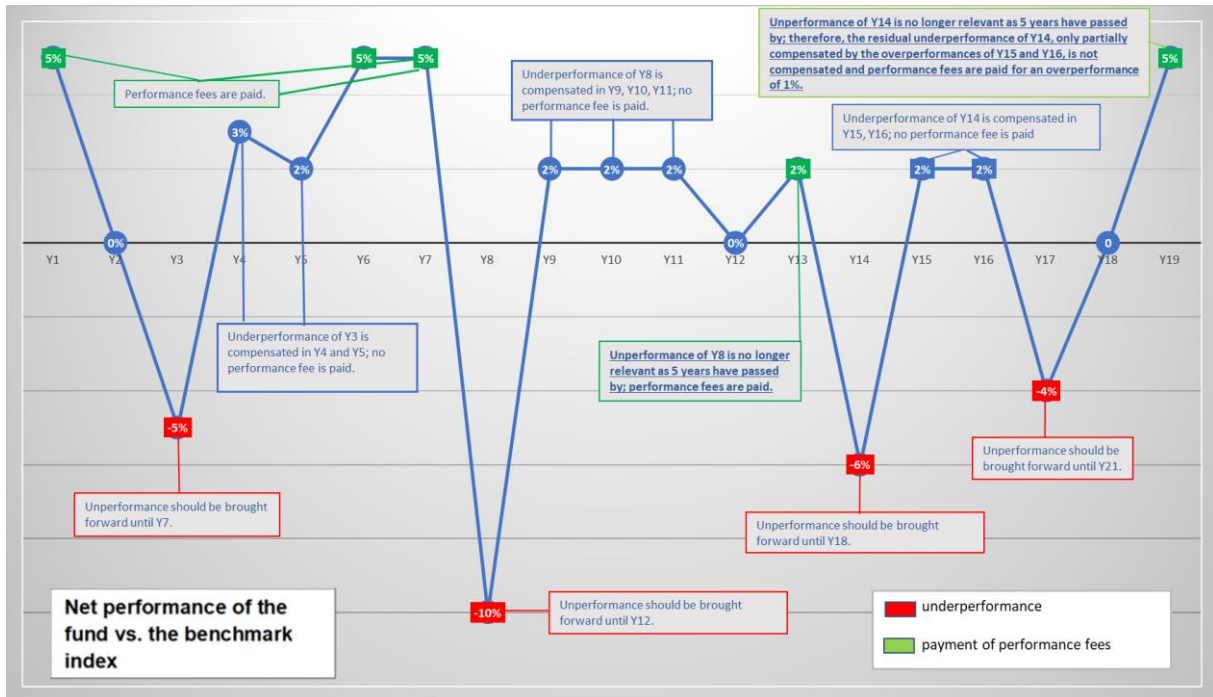 Unperformance of Y14 is no longer relevant as 5 years have passed
by; therefore, the residual underperformance of Y14, only partially
compensated by the overperformances of Y15 and Y16, is not
compensated and performance fees are paid for an overperformance
of 1%.
5%
5%
5%
5%
Performance fees are paid.
Underperformance of Y8 is
compensated in Y9, Y10, Y11; no
performance fee is paid.
Underperformance of Y14 is compensated in
Y15, Y16; no performance fee is paid
3%
2%
2%
2%
2%
2%
2%
2%
0%
0%
0
Y1
Y2
Y3
Y4
Y5
Y6
Y7
Y8
Y9
Y10
Y11
Y12
Y13
Y14
Y15
Y16
Y17
Y18
Y19
Underperformance of Y3 is
compensated in Y4 and Y5; no
performance fee is paid.
Unperformance of Y8 is no longer
relevant as 5 years have passed
by; performance fees are paid.
-4%
-5%
-6%
Unperformance should be
brought forward until Y21.
Unperformance should be brought
forward until Y7.
Unperformance should be brought
forward until Y18.
-10%
Unperformance should be brought
forward until Y12.
Net performance of the
fund vs. the benchmark
index
underperformance
payment of performance fees